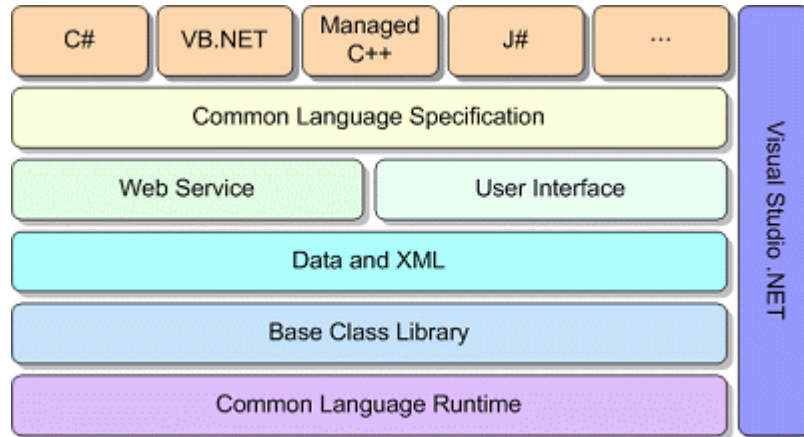 C#
VB.NET
Managed
C++
J#
...
Common Language Specification
Web Service
User Interface
Data and XML
Base Class Library
Common Language Runtime
Visual Studio .NET